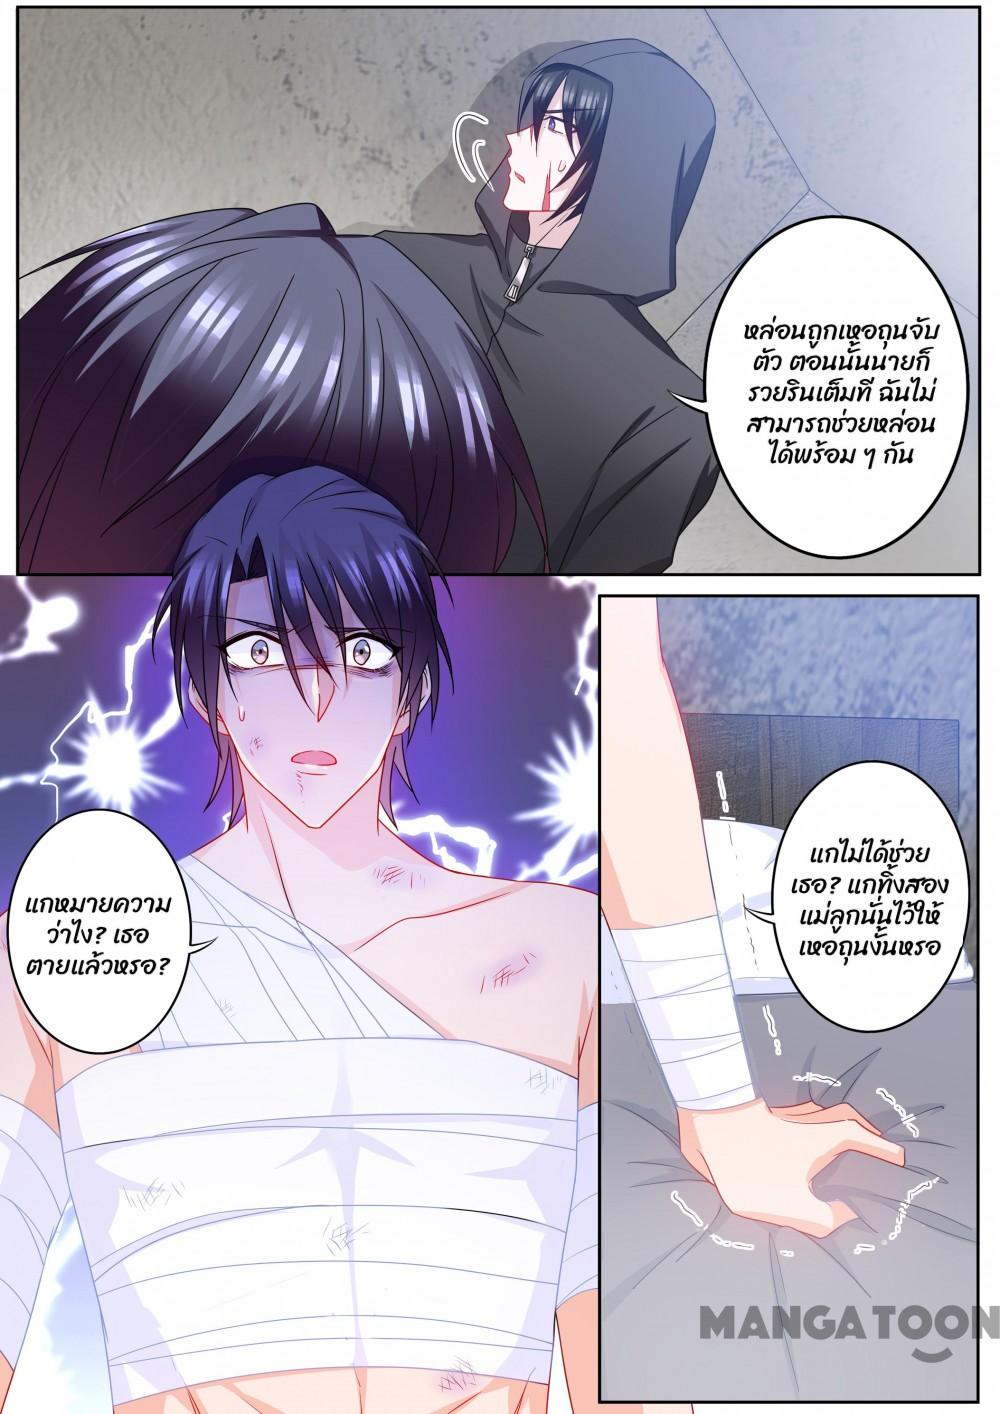 หล่อนถูกเหอถุนจับ
ตัว ตอนนั้นนายก็
รวยรินเต็มที ฉันไม่
สามารถช่วยหล่อน
ได้พร้อม ๆ กัน
แกหมายความ
ว่าไง? เธอ
ตายแล้วหรอ?
แกไม่ได้ช่วย
เธอ? แกทิ้งสอง
แม่ลูกนั่นไว้ให้
เหอถุนงั้นหรอ
MANGATOON